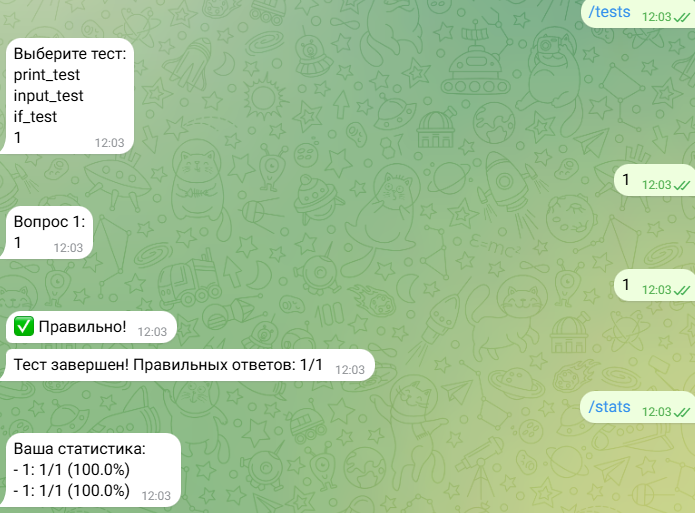 /tests 12:03
Выберите тест:
print_test
input_test
if_test
1 12:03
1 12:03
Вопрос 1:
1 12:03
1 12:03
✅ Правильно! 12:03
Тест завершен! Правильных ответов: 1/1 12:03
/stats 12:03
Ваша статистика:
- 1: 1/1 (100.0%)
- 1: 1/1 (100.0%) 12:03